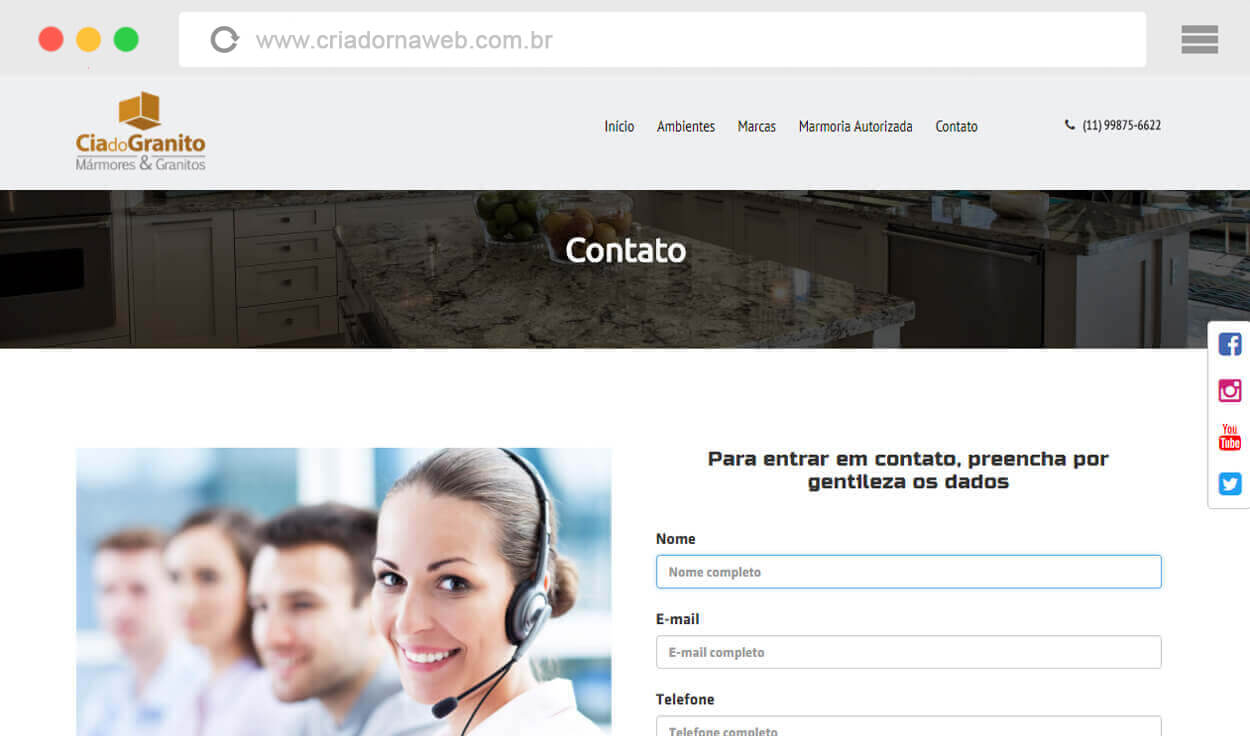 www.criadornaweb.com.br
CiadoGranito
Mármores & Granitos
Início Ambientes Marcas Marmoria Autorizada Contato (11) 99875-6622
Contato
You
Tube
Para entrar em contato, preencha por
gentileza os dados
Nome
Nome completo
E-mail
E-mail completo
Telefone
Telefone completo